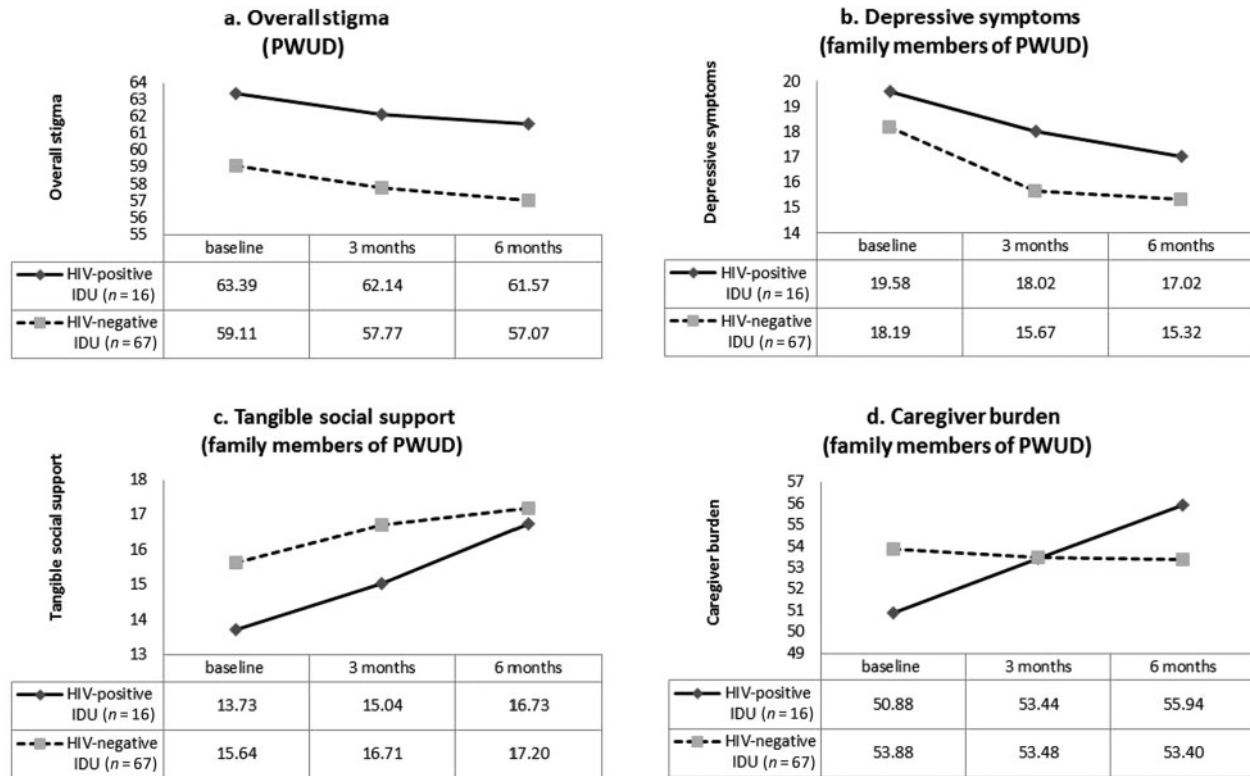 a. Overall stigma
(PWUD)
Overall stigma
64
63
62
61
60
59
58
57
56
55
baseline 3 months 6 months
HIV-positive
IDU (n = 16) 63.39 62.14 61.57
HIV-negative
IDU (n = 67) 59.11 57.77 57.07
b. Depressive symptoms
(family members of PWUD)
Depressive symptoms
20
19
18
17
16
15
14
baseline 3 months 6 months
HIV-positive
IDU (n = 16) 19.58 18.02 17.02
HIV-negative
IDU (n = 67) 18.19 15.67 15.32
c. Tangible social support
(family members of PWUD)
Tangible social support
18
17
16
15
14
13
baseline 3 months 6 months
HIV-positive
IDU (n = 16) 13.73 15.04 16.73
HIV-negative
IDU (n = 67) 15.64 16.71 17.20
d. Caregiver burden
(family members of PWUD)
Caregiver burden
57
56
55
54
53
52
51
50
49
baseline 3 months 6 months
HIV-positive
IDU (n = 16) 50.88 53.44 55.94
HIV-negative
IDU (n = 67) 53.88 53.48 53.40